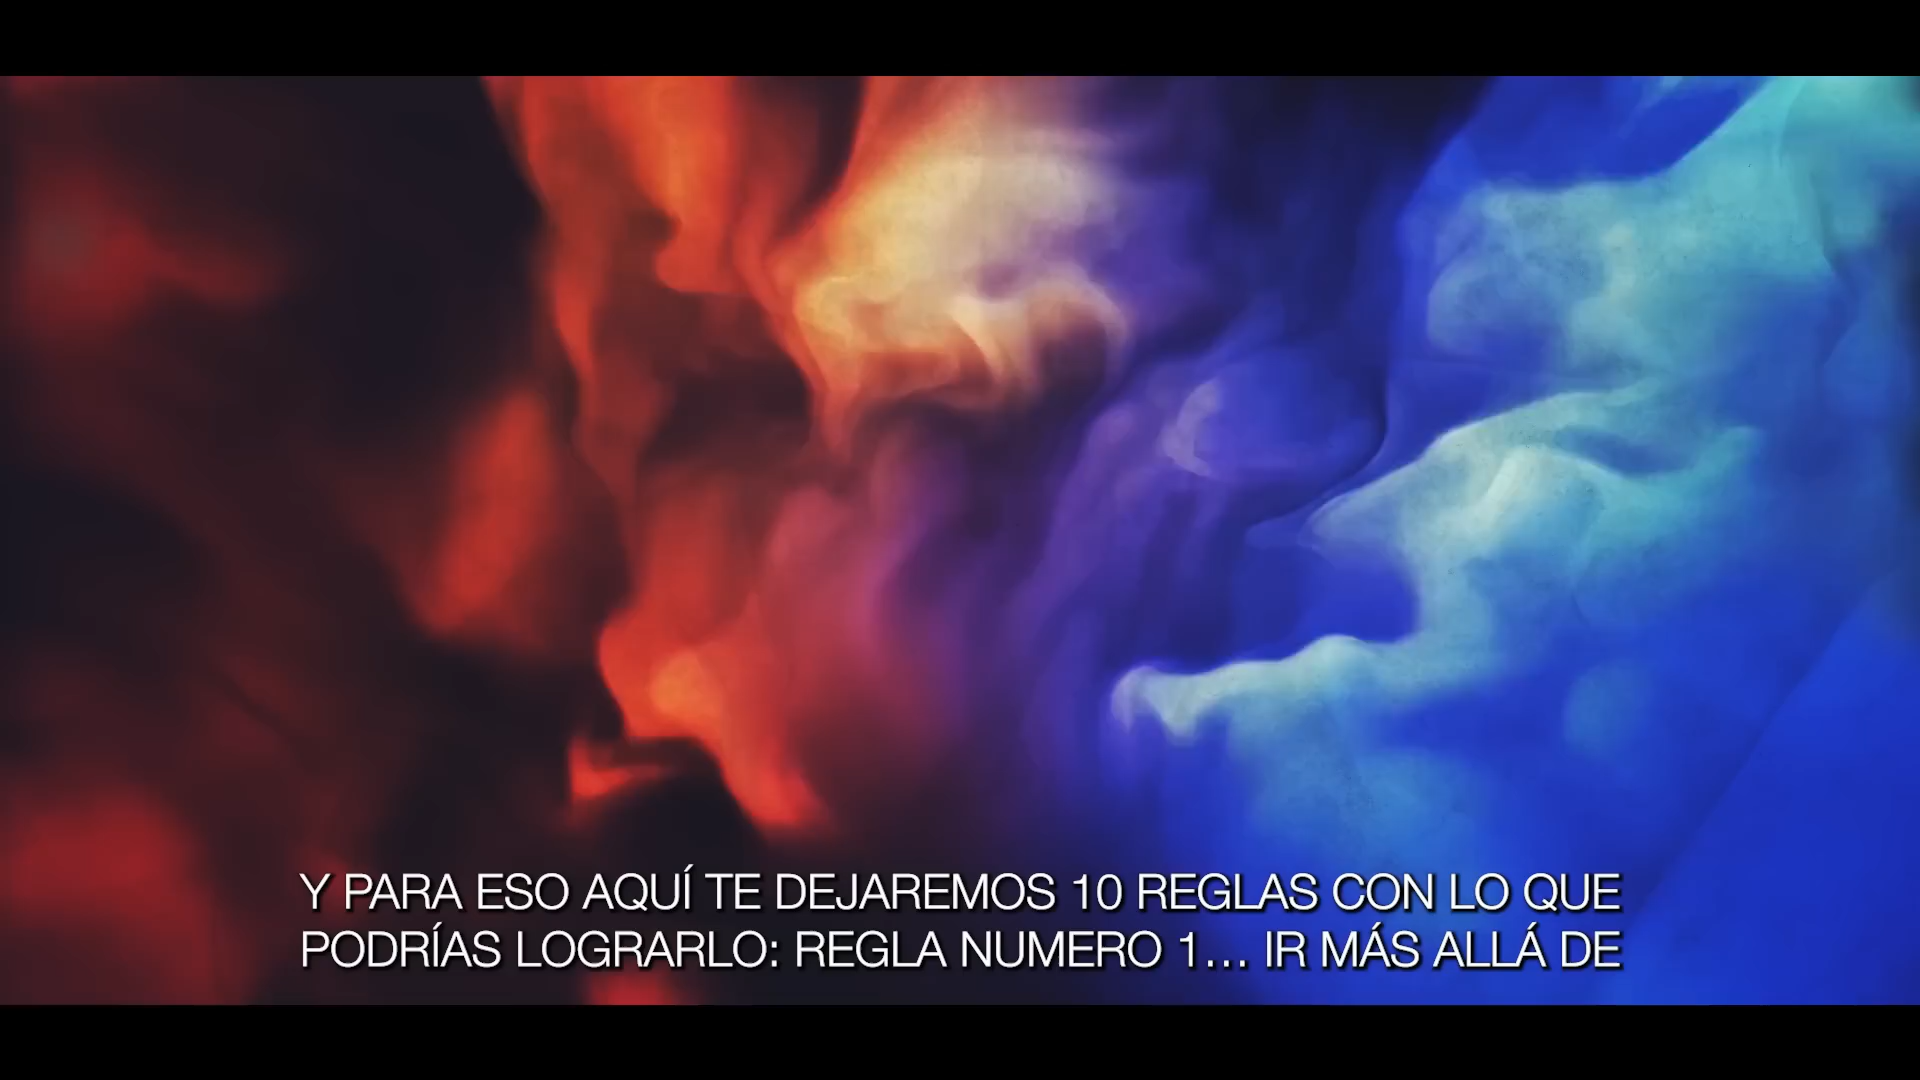 Y PARA ESO AQUÍ TE DEJAREMOS 10 REGLAS CON LO QUE
PODRÍAS LOGRARLO: REGLA NUMERO 1... IR MÁS ALLÁ DE